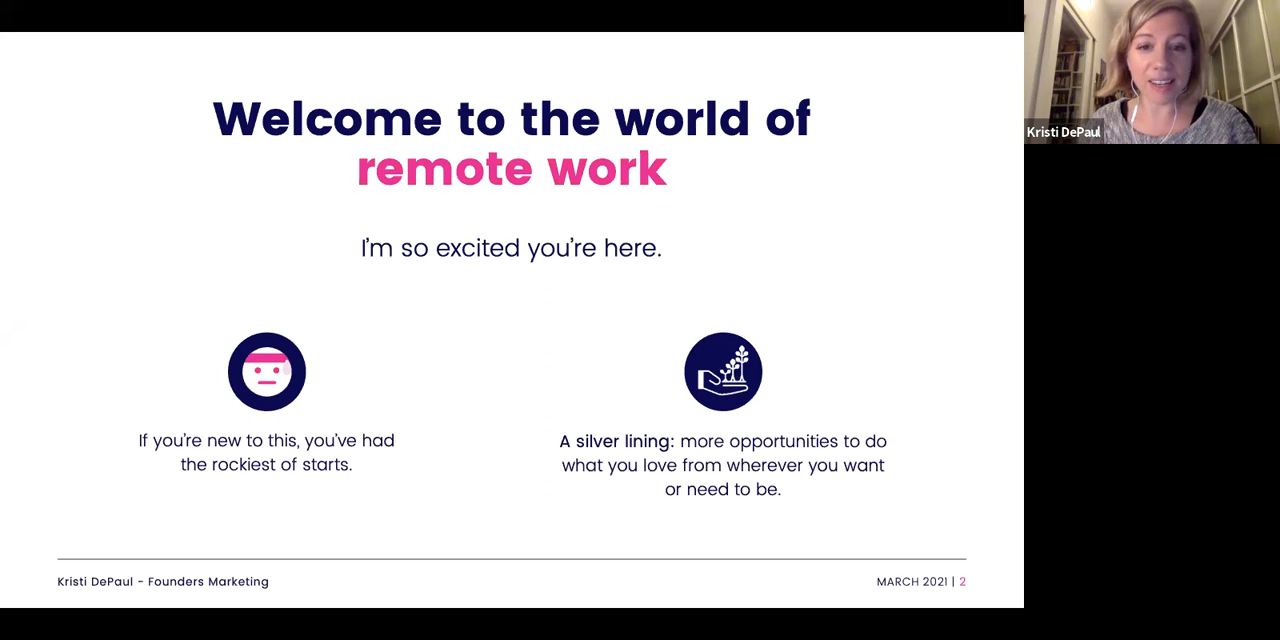 Welcome to the world of
remote work
I'm so excited you're here.
If you're new to this, you've had
the rockiest of starts.
A silver lining: more opportunities to do
what you love from wherever you want
or need to be.
Kristi DePaul - Founders Marketing
MARCH 2021 | 2
Kristi DePaul